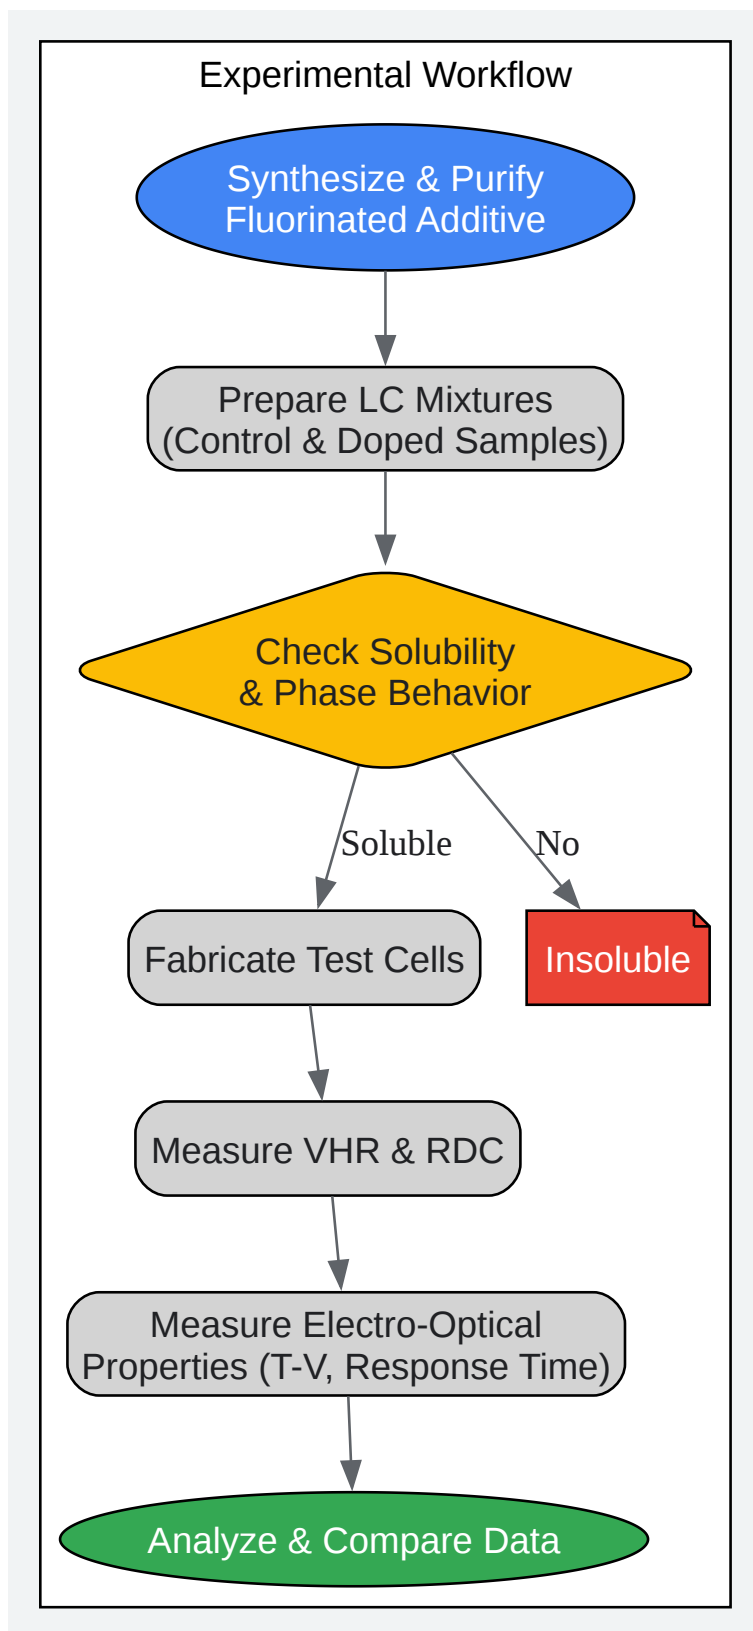 Experimental Workflow
Synthesize & Purify
Fluorinated Additive
Prepare LC Mixtures
(Control & Doped Samples)
Check Solubility
& Phase Behavior
Soluble
No
Fabricate Test Cells
Insoluble
Measure VHR & RDC
Measure Electro-Optical
Properties (T-V, Response Time)
Analyze & Compare Data